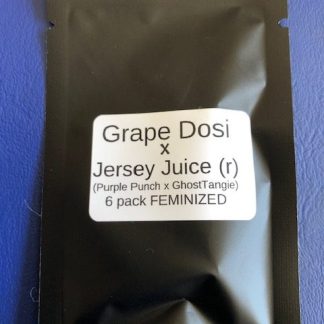 Grape Dosi
x
Jersey Juice (r)
(Purple Punch x GhostTangie)
6 pack FEMINIZED